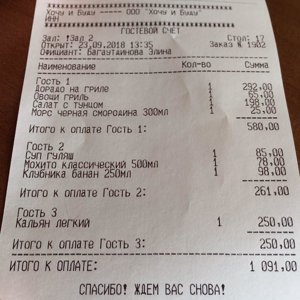 Хочу и Буду ——— ООО "Хочу и Буду"
ИНН
ГОСТЕВОЙ СЧЕТ
Зал: !Зал 2 Стол: 17
Открыт: 23.09.2018 13:35 Заказ № 1902
Официант: Багаутдинова Элина
Наименование Кол-во Сумма
Гость 1
Дорадо на гриле 1 292,00
Овощи гриль 1 65,00
Салат с тунцом 1 198,00
Морс черная смородина 300мл 1 25,00
Итого к оплате Гость 1: 580,00
Гость 2
Суп гуляш 1 85,00
Мохито классический 500мл 1 78,00
Клубника банан 250мл 1 98,00
Итого к оплате Гость 2: 261,00
Гость 3
Кальян легкий 1 250,00
Итого к оплате Гость 3: 250,00
ИТОГО К ОПЛАТЕ: 1 091,00
СПАСИБО! ЖДЕМ ВАС СНОВА!